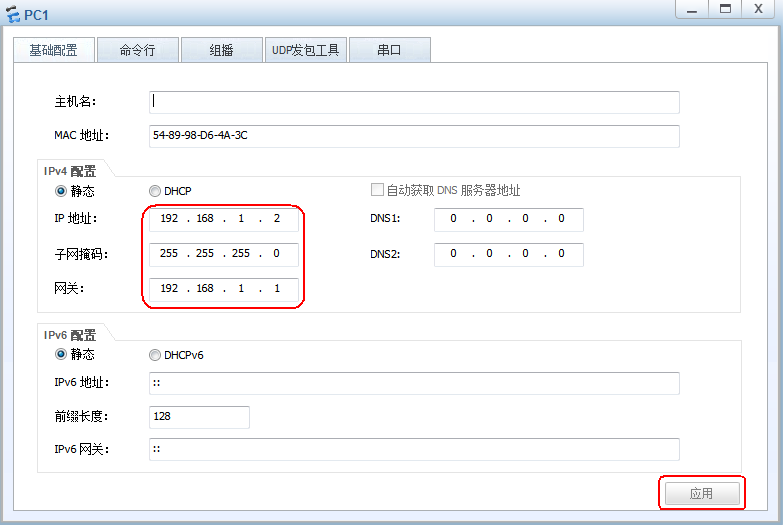 PC1
基础配置 命令行 组播 UDP发包工具 串口
主机名：
MAC 地址： 54-89-98-D6-4A-3C
IPv4 配置
静态 DHCP 自动获取 DNS 服务器地址
IP 地址： 192 . 168 . 1 . 2 DNS1: 0 . 0 . 0 . 0
子网掩码： 255 . 255 . 255 . 0 DNS2: 0 . 0 . 0 . 0
网关： 192 . 168 . 1 . 1
IPv6 配置
静态 DHCPv6
IPv6 地址： ::
前缀长度： 128
IPv6 网关： ::
应用